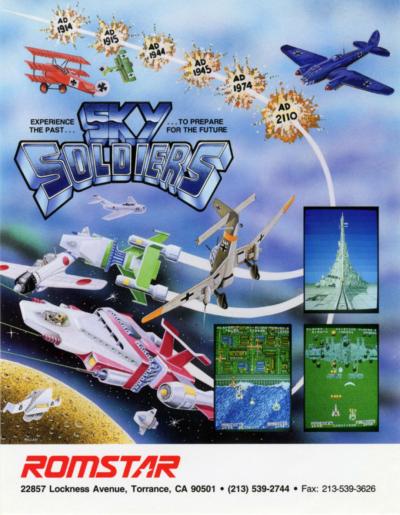 AD
1914
AD
1915
AD
1944
AD
1945
AD
1974
AD
2110
EXPERIENCE
THE PAST...
...TO PREPARE
FOR THE FUTURE
SKY
SOLDIERS
ROMSTAR
22857 Lockness Avenue, Torrance, CA 90501 • (213) 539-2744 • Fax: 213-539-3626